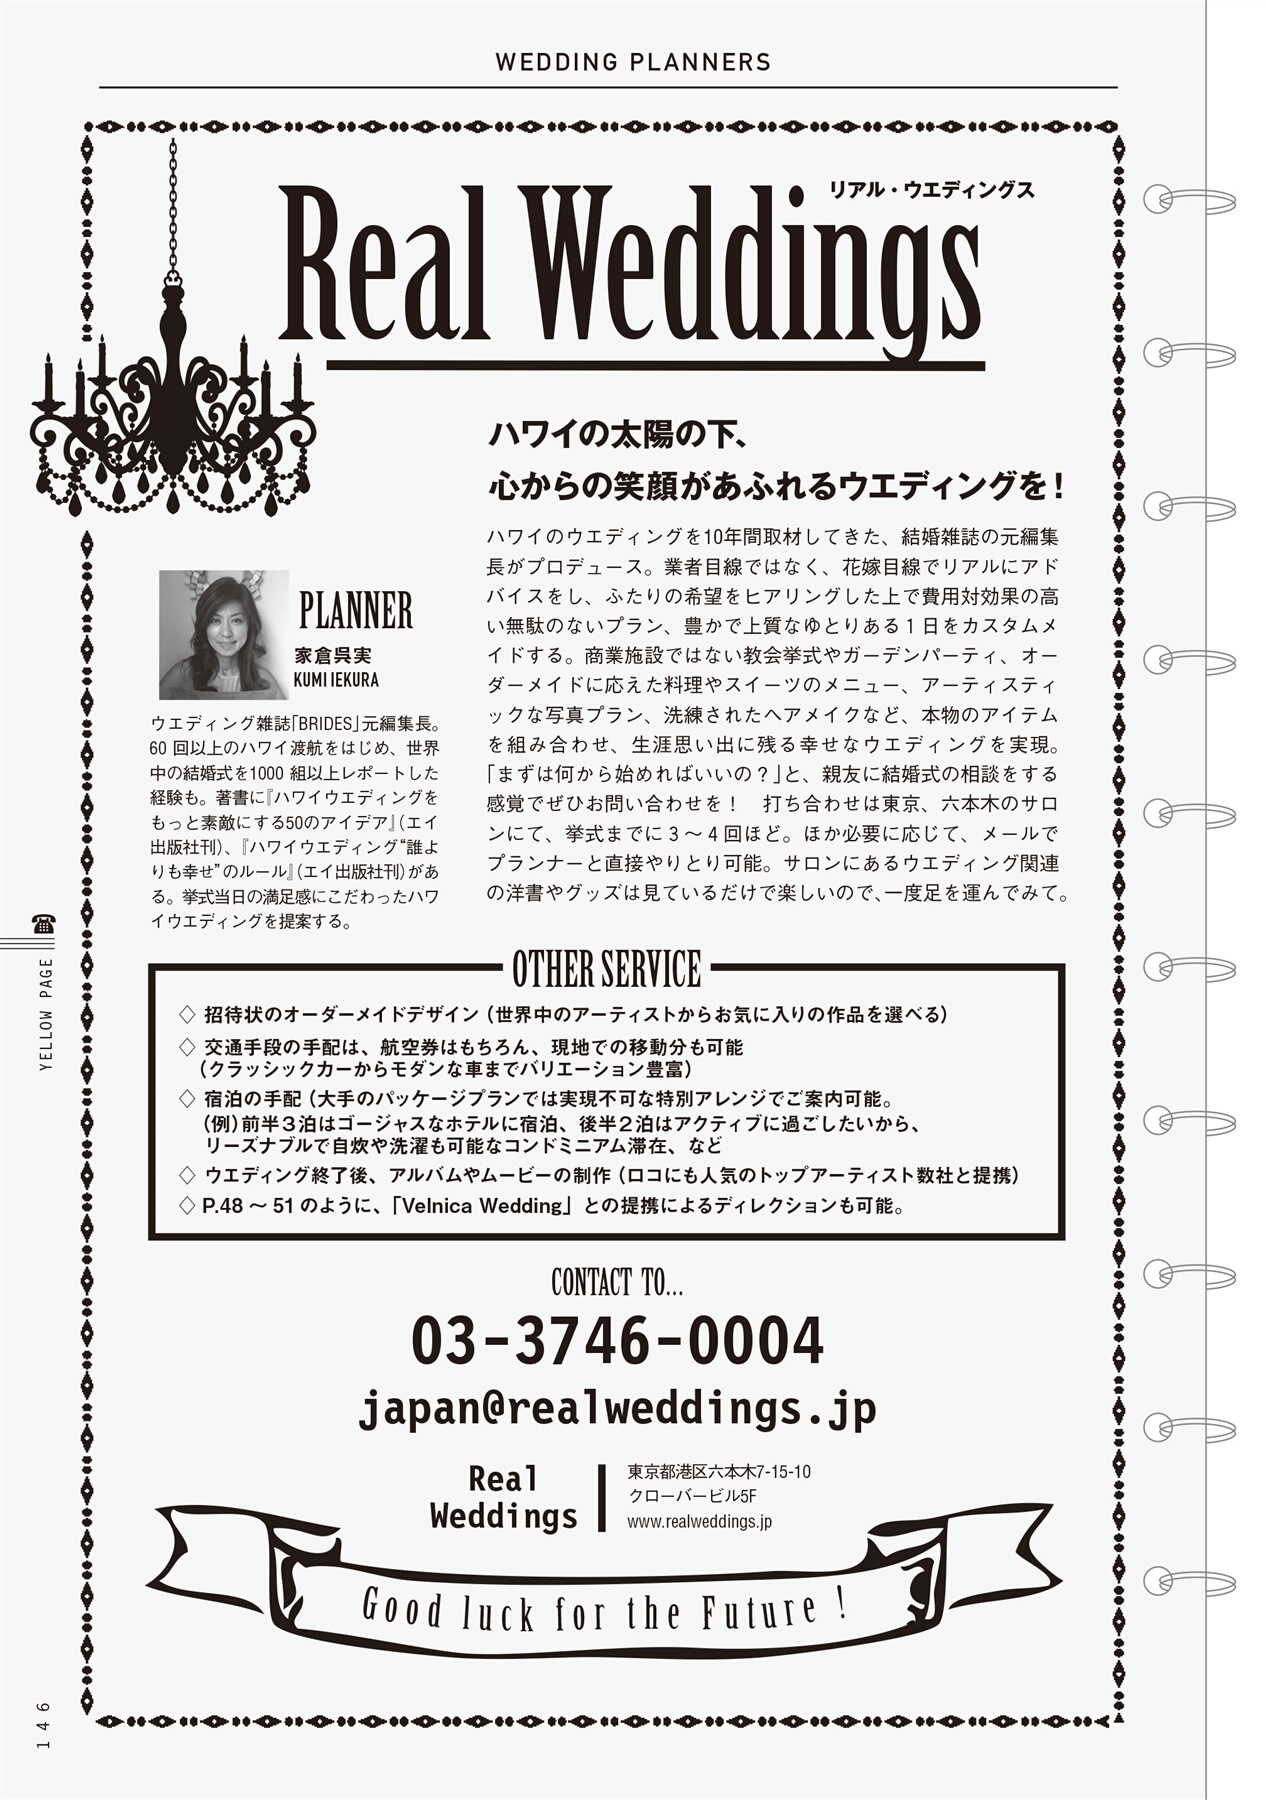 WEDDING PLANNERS
Real Weddings
リアル・ウエディングス
ハワイの太陽の下、
心からの笑顔があふれるウエディングを！
ハワイのウエディングを10年間取材してきた、結婚雑誌の元編集
長がプロデュース。業者目線ではなく、花嫁目線でリアルにアド
バイスをし、ふたりの希望をヒアリングした上で費用対効果の高
い無駄のないプラン、豊かで上質なゆとりある1日をカスタムメ
イドする。商業施設ではない教会挙式やガーデンパーティ、オー
ダーメイドに応えた料理やスイーツのメニュー、アーティスティ
ックな写真プラン、洗練されたヘアメイクなど、本物のアイテム
を組み合わせ、生涯思い出に残る幸せなウエディングを実現。
「まずは何から始めればいいの？」と、親友に結婚式の相談をする
感覚でぜひお問い合わせを！　打ち合わせは東京、六本木のサロ
ンにて、挙式までに3～4回ほど。ほか必要に応じて、メールで
プランナーと直接やりとり可能。サロンにあるウエディング関連
の洋書やグッズは見ているだけで楽しいので、一度足を運んでみて。
PLANNER
家倉呉実
KUMI IEKURA
ウエディング雑誌「BRIDES」元編集長。
60 回以上のハワイ渡航をはじめ、世界
中の結婚式を1000 組以上レポートした
経験も。著書に『ハワイウエディングを
もっと素敵にする50のアイデア』（エイ
出版社刊）、『ハワイウエディング“誰よ
りも幸せ”のルール』（エイ出版社刊）があ
る。挙式当日の満足感にこだわったハワ
イウエディングを提案する。
OTHER SERVICE
◇ 招待状のオーダーメイドデザイン（世界中のアーティストからお気に入りの作品を選べる）
◇ 交通手段の手配は、航空券はもちろん、現地での移動分も可能
（クラッシックカーからモダンな車までバリエーション豊富）
◇ 宿泊の手配（大手のパッケージプランでは実現不可な特別アレンジでご案内可能。
（例）前半３泊はゴージャスなホテルに宿泊、後半２泊はアクティブに過ごしたいから、
リーズナブルで自炊や洗濯も可能なコンドミニアム滞在、など
◇ ウエディング終了後、アルバムやムービーの制作（ロコにも人気のトップアーティスト数社と提携）
◇ P.48 ～ 51 のように、「Velnica Wedding」との提携によるディレクションも可能。
CONTACT TO...
03-3746-0004
japan@realweddings.jp
Real
Weddings
東京都港区六本木7-15-10
クローバービル5F
www.realweddings.jp
Good luck for the Future !
YELLOW PAGE
146